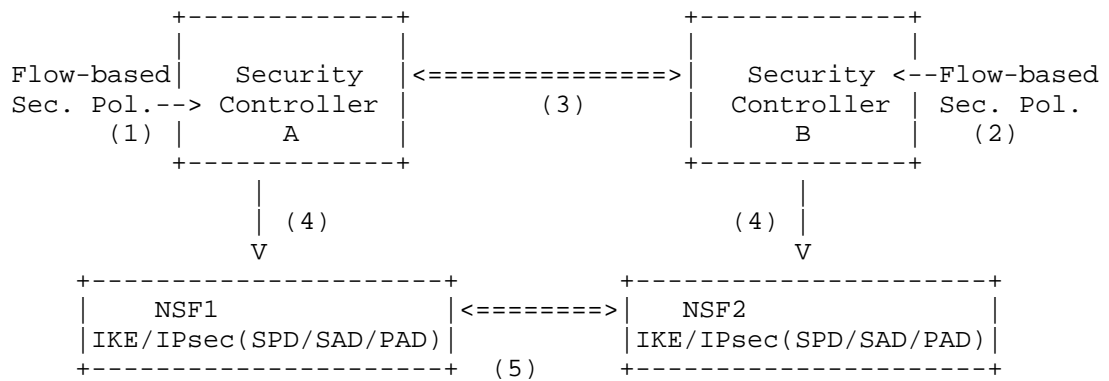 Flow-based Security <===============> Security <--Flow-based
Sec. Pol.--> Controller (3) Controller Sec. Pol.
(1) A B (2)
(4) (4)
V V
NSF1 <========> NSF2
IKE/IPsec(SPD/SAD/PAD) IKE/IPsec(SPD/SAD/PAD)
(5)